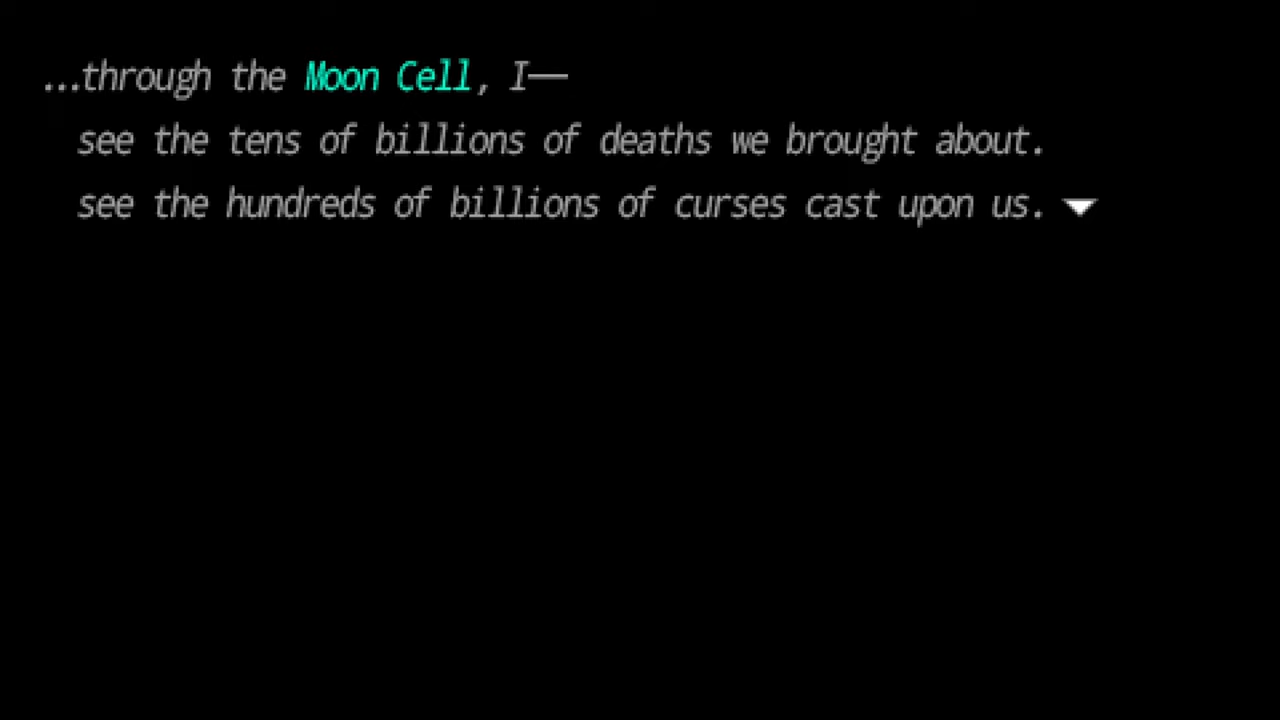 …through the Moon Cell, I──
see the tens of billions of deaths we brought about.
see the hundreds of billions of curses cast upon us.